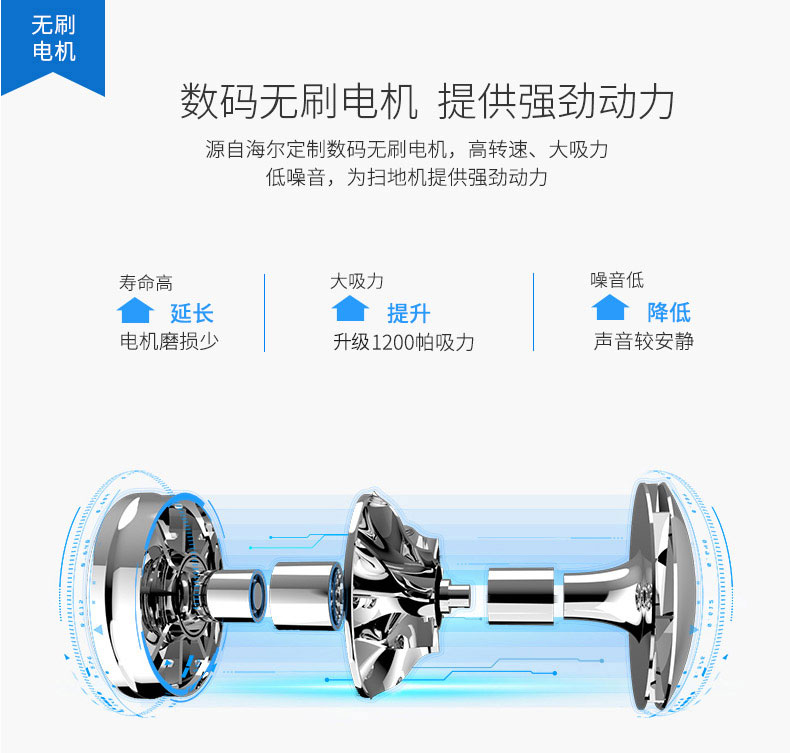 无刷
电机
数码无刷电机 提供强劲动力
源自海尔定制数码无刷电机，高转速、大吸力
低噪音，为扫地机提供强劲动力
寿命高
延长
电机磨损少
大吸力
提升
升级1200帕吸力
噪音低
降低
声音较安静